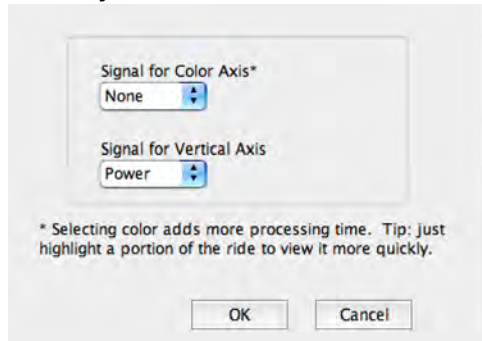 Signal for Color Axis*
None
Signal for Vertical Axis
Power
* Selecting color adds more processing time. Tip: just
highlight a portion of the ride to view it more quickly.
OK Cancel